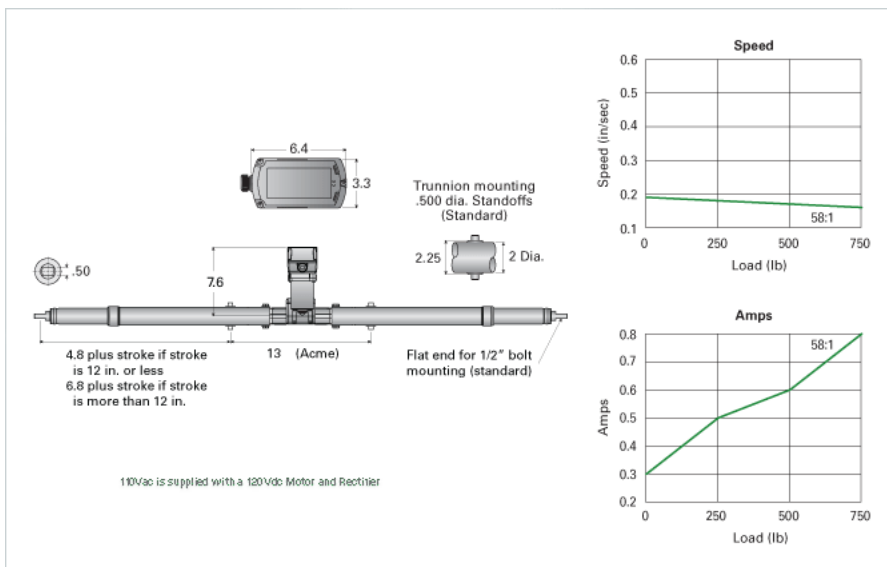 6.4
3.3
Trunnion mounting
.500 dia. Standoffs
(Standard)
2.25
2 Dia.
.50
7.6
4.8 plus stroke if stroke
is 12 in. or less
6.8 plus stroke if stroke
is more than 12 in.
13 (Acme)
Flat end for 1/2" bolt
mounting (standard)
110Vac is supplied with a 120Vdc Motor and Rectifier
Speed
Speed (in/sec)
0.6
0.5
0.4
0.3
0.2
0.1
58:1
0 250 500 750
Load (lb)
Amps
Amps
0.8
0.7
0.6
0.5
0.4
0.3
0.2
58:1
0 250 500 750
Load (lb)